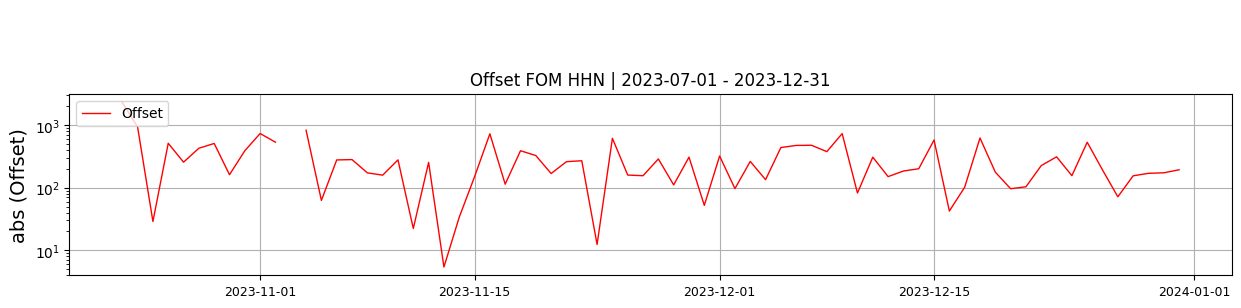 Offset FOM HHN | 2023-07-01 - 2023-12-31
Offset
abs (Offset)
10³
10²
10¹
2023-11-01 2023-11-15 2023-12-01 2023-12-15 2024-01-01